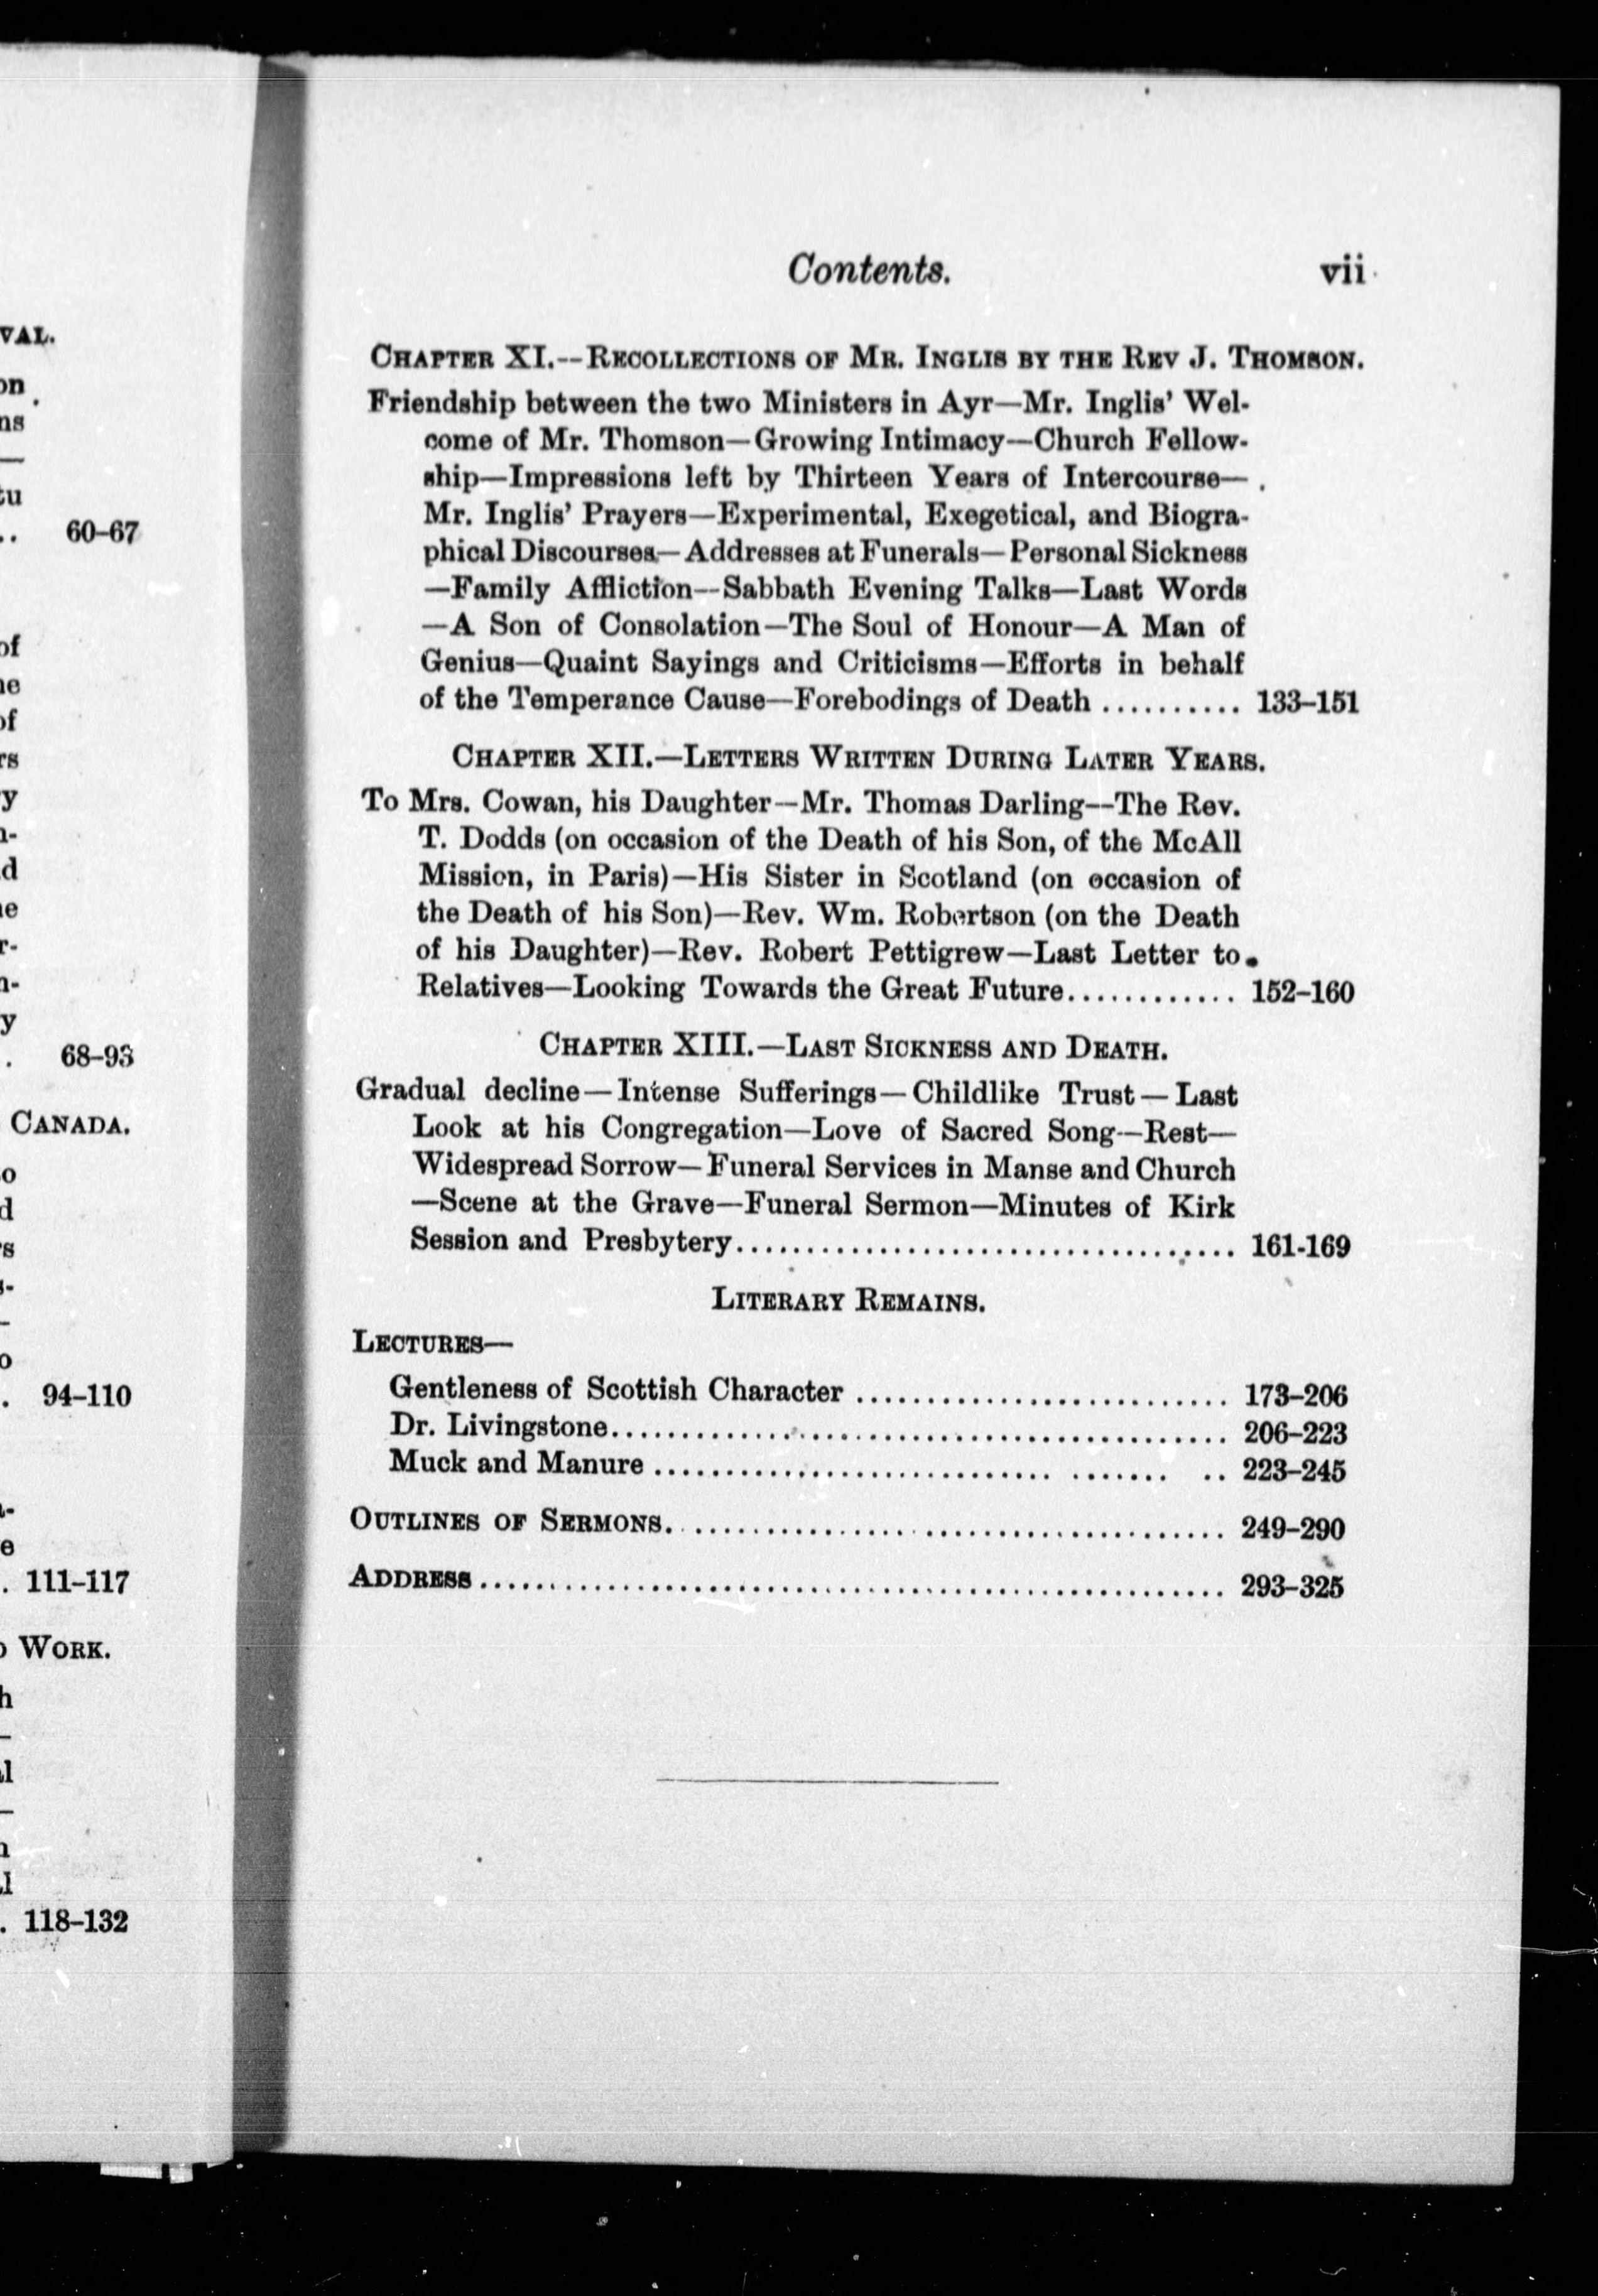 VAL.
on
ns
—
tu
.. 60–67
of
ne
of
rs
y
n-
d
ne
r-
n-
y
. 68–93
CANADA.
o
d
rs
s-
–
o
. 94–110
n-
e
. 111–117
WORK.
h
–
al
—
n
al
. 118–132
Contents. vii
CHAPTER XI.--RECOLLECTIONS OF MR. INGLIS BY THE REV J. THOMSON.
Friendship between the two Ministers in Ayr—Mr. Inglis' Wel-
come of Mr. Thomson—Growing Intimacy—Church Fellow-
ship—Impressions left by Thirteen Years of Intercourse—
Mr. Inglis' Prayers—Experimental, Exegetical, and Biogra-
phical Discourses—Addresses at Funerals—Personal Sickness
—Family Affliction--Sabbath Evening Talks—Last Words
—A Son of Consolation—The Soul of Honour—A Man of
Genius—Quaint Sayings and Criticisms—Efforts in behalf
of the Temperance Cause—Forebodings of Death .......... 133–151
CHAPTER XII.—LETTERS WRITTEN DURING LATER YEARS.
To Mrs. Cowan, his Daughter—Mr. Thomas Darling--The Rev.
T. Dodds (on occasion of the Death of his Son, of the McAll
Mission, in Paris)—His Sister in Scotland (on occasion of
the Death of his Son)—Rev. Wm. Robertson (on the Death
of his Daughter)—Rev. Robert Pettigrew—Last Letter to
Relatives—Looking Towards the Great Future............ 152–160
CHAPTER XIII.—LAST SICKNESS AND DEATH.
Gradual decline—Intense Sufferings—Childlike Trust—Last
Look at his Congregation—Love of Sacred Song--Rest—
Widespread Sorrow—Funeral Services in Manse and Church
—Scene at the Grave—Funeral Sermon—Minutes of Kirk
Session and Presbytery.................................... 161-169
LITERARY REMAINS.
LECTURES—
Gentleness of Scottish Character .......................... 173–206
Dr. Livingstone............................................ 206–223
Muck and Manure ............................ ....... .. 223–245
OUTLINES OF SERMONS....................................... 249–290
ADDRESS.................................................... 293–325